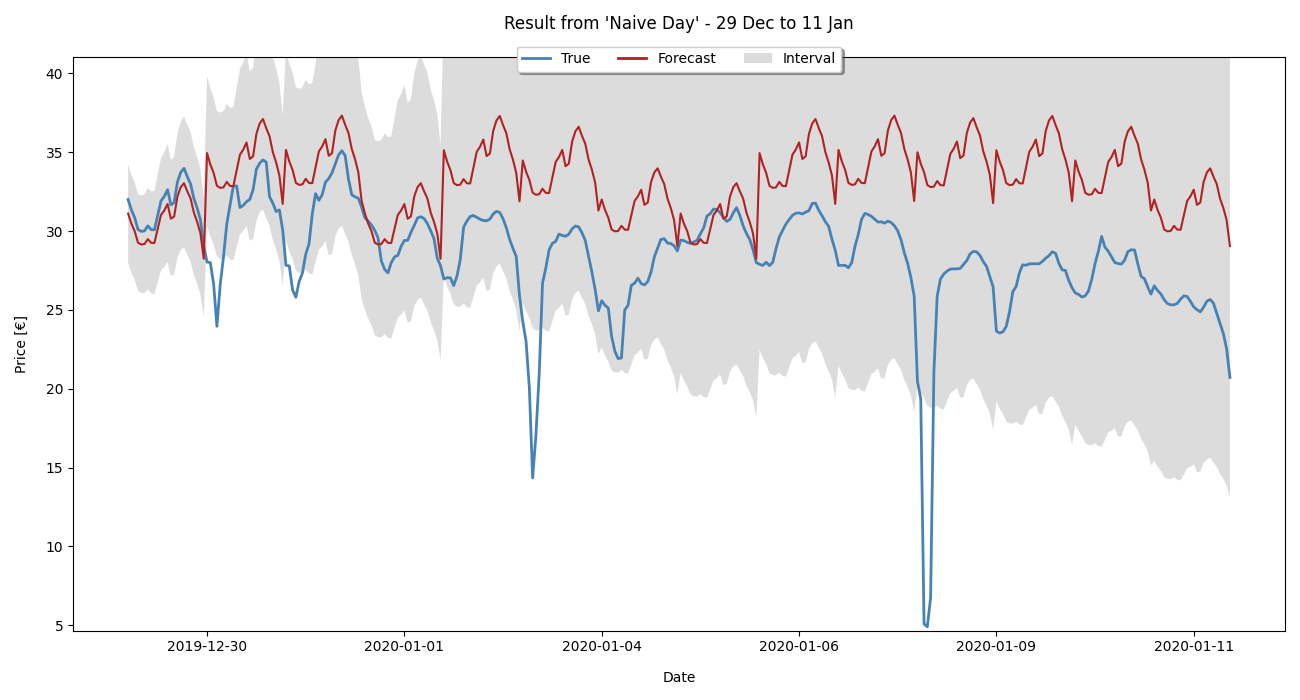 Result from 'Naive Day' - 29 Dec to 11 Jan
True Forecast Interval
40
35
30
25
20
15
10
5
Price [€]
2019-12-30 2020-01-01 2020-01-04 2020-01-06 2020-01-09 2020-01-11
Date